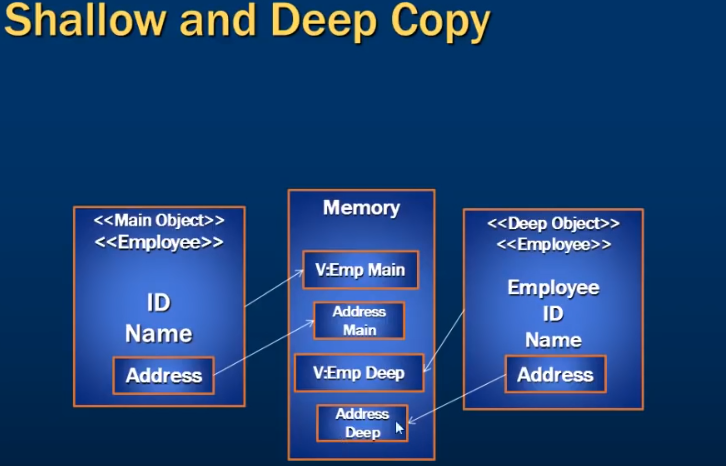 Shallow and Deep Copy
<<Main Object>>
<<Employee>>
ID
Name
Address
Memory
V:Emp Main
Address
Main
V:Emp Deep
Address
Deep
<<Deep Object>>
<<Employee>>
Employee
ID
Name
Address